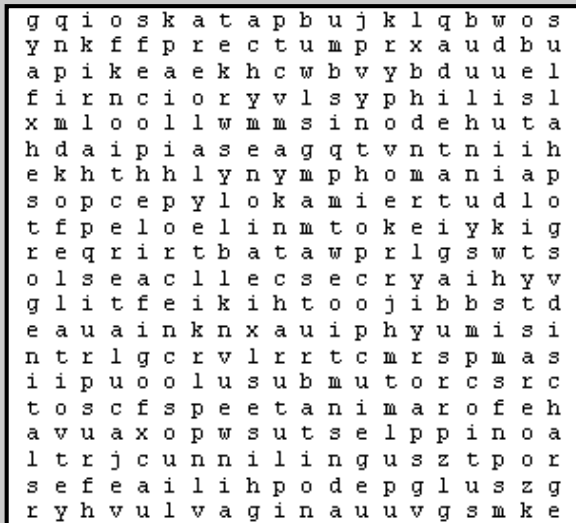 g q i o s k a t a p b u j k l q b w o s
y n k f f p r e c t u m p r x a u d b u
a p i k e a e k h c w b v y b d u u e l
f i r n c i o r y v l s y p h i l i s l
x m l o o l l w m m s i n o d e h u t a
h d a i p i a s e a g q t v n t n i i h
e k h t h h l y n y m p h o m a n i a p
s o p c e p y l o k a m i e r t u d l o
t f p e l o e l i n m t o k e i y k i g
r e q r i r t b a t a w p r l g s w t s
o l s e a c l l e c s e c r y a i h y v
g l i t f e i k i h t o o j i b b s t d
e a u a i n k n x a u i p h y u m i s i
n t r l g c r v l r r t c m r s p m a s
i i p u o o l u s u b m u t o r c s r c
t o s c f s p e e t a n i m a r o f e h
a v u a x o p w s u t s e l p p i n o a
l t r j c u n n i l i n g u s z t p o r
s e f e a i l i h p o d e p g l u s z g
r y h v u l v a g i n a u u v g s m k e